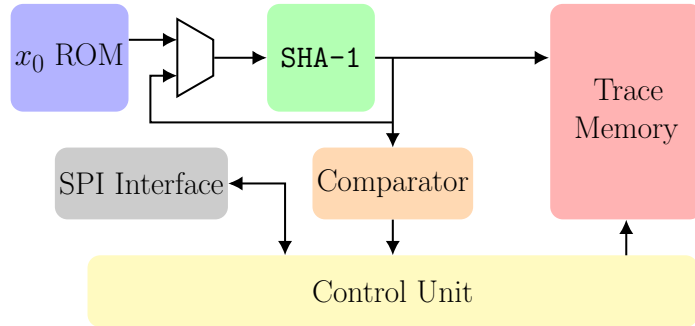 x₀ ROM
SHA-1
Trace
Memory
SPI Interface
Comparator
Control Unit